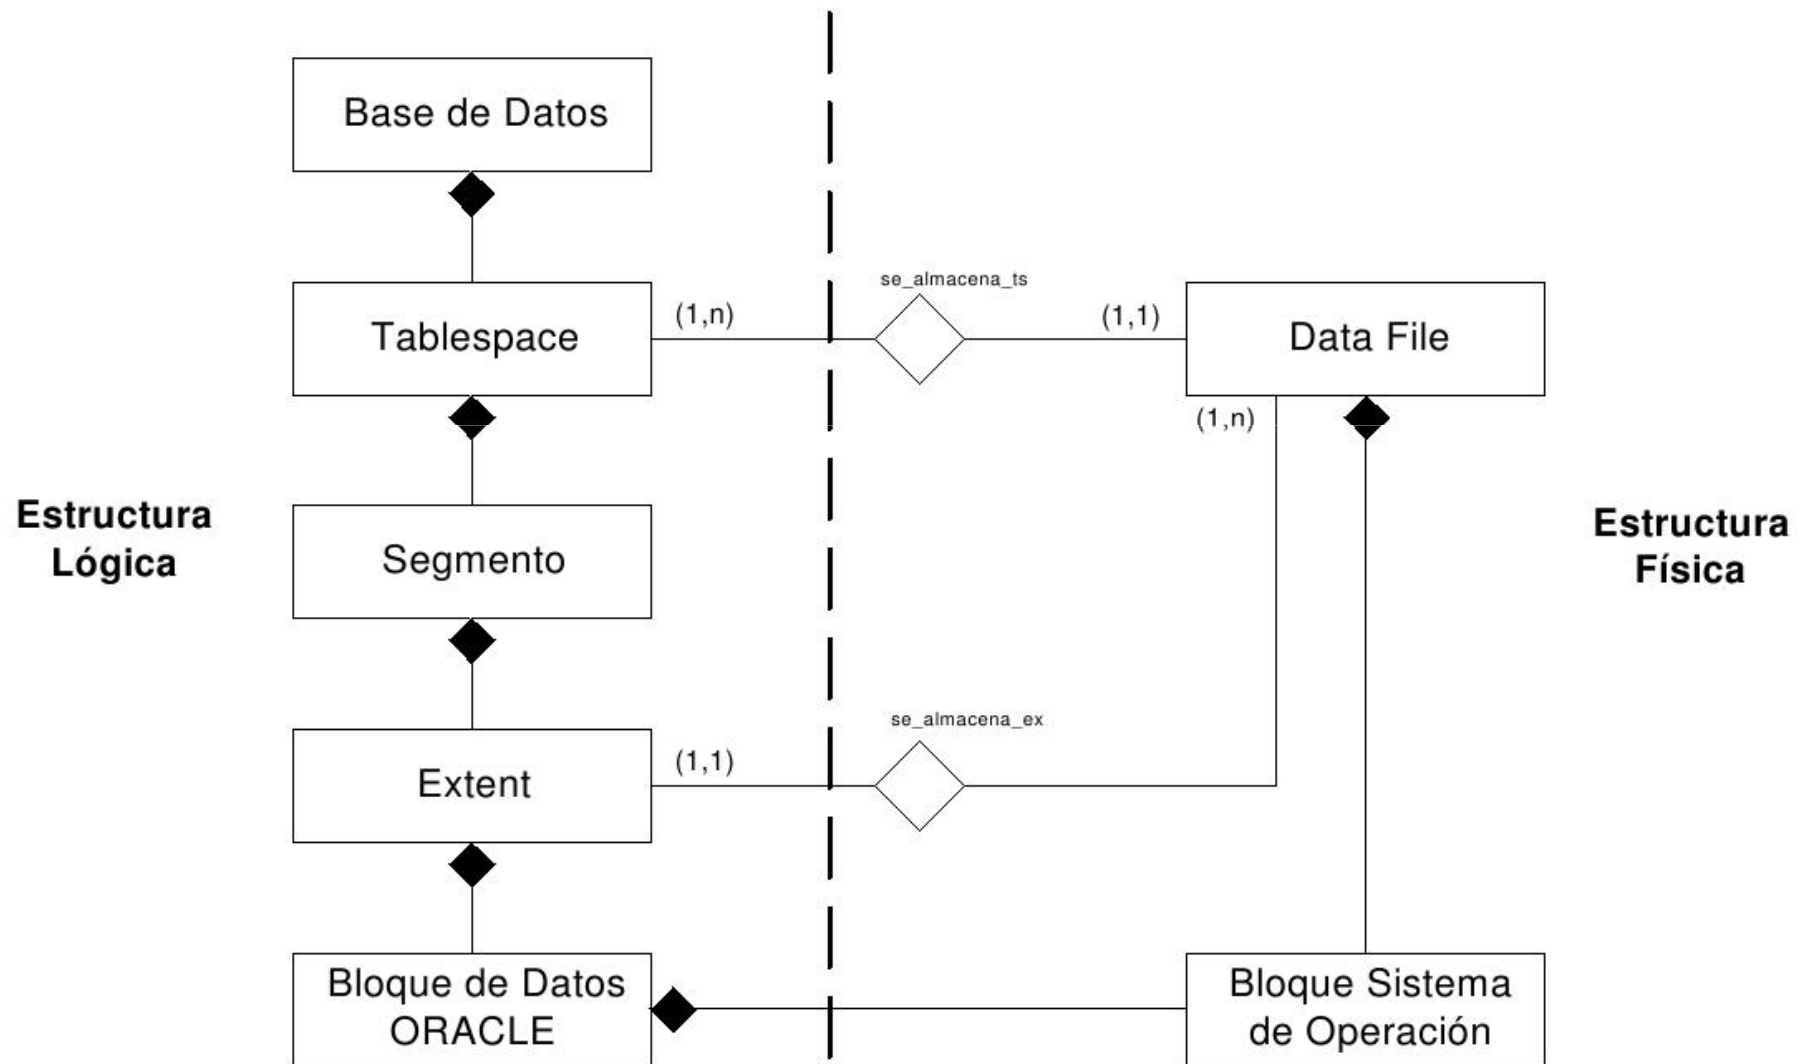 Base de Datos
se_almacena_ts
(1,n)
(1,1)
Tablespace
Data File
(1,n)
Estructura
Lógica
Segmento
Estructura
Física
se_almacena_ex
(1,1)
Extent
Bloque de Datos
ORACLE
Bloque Sistema
de Operación